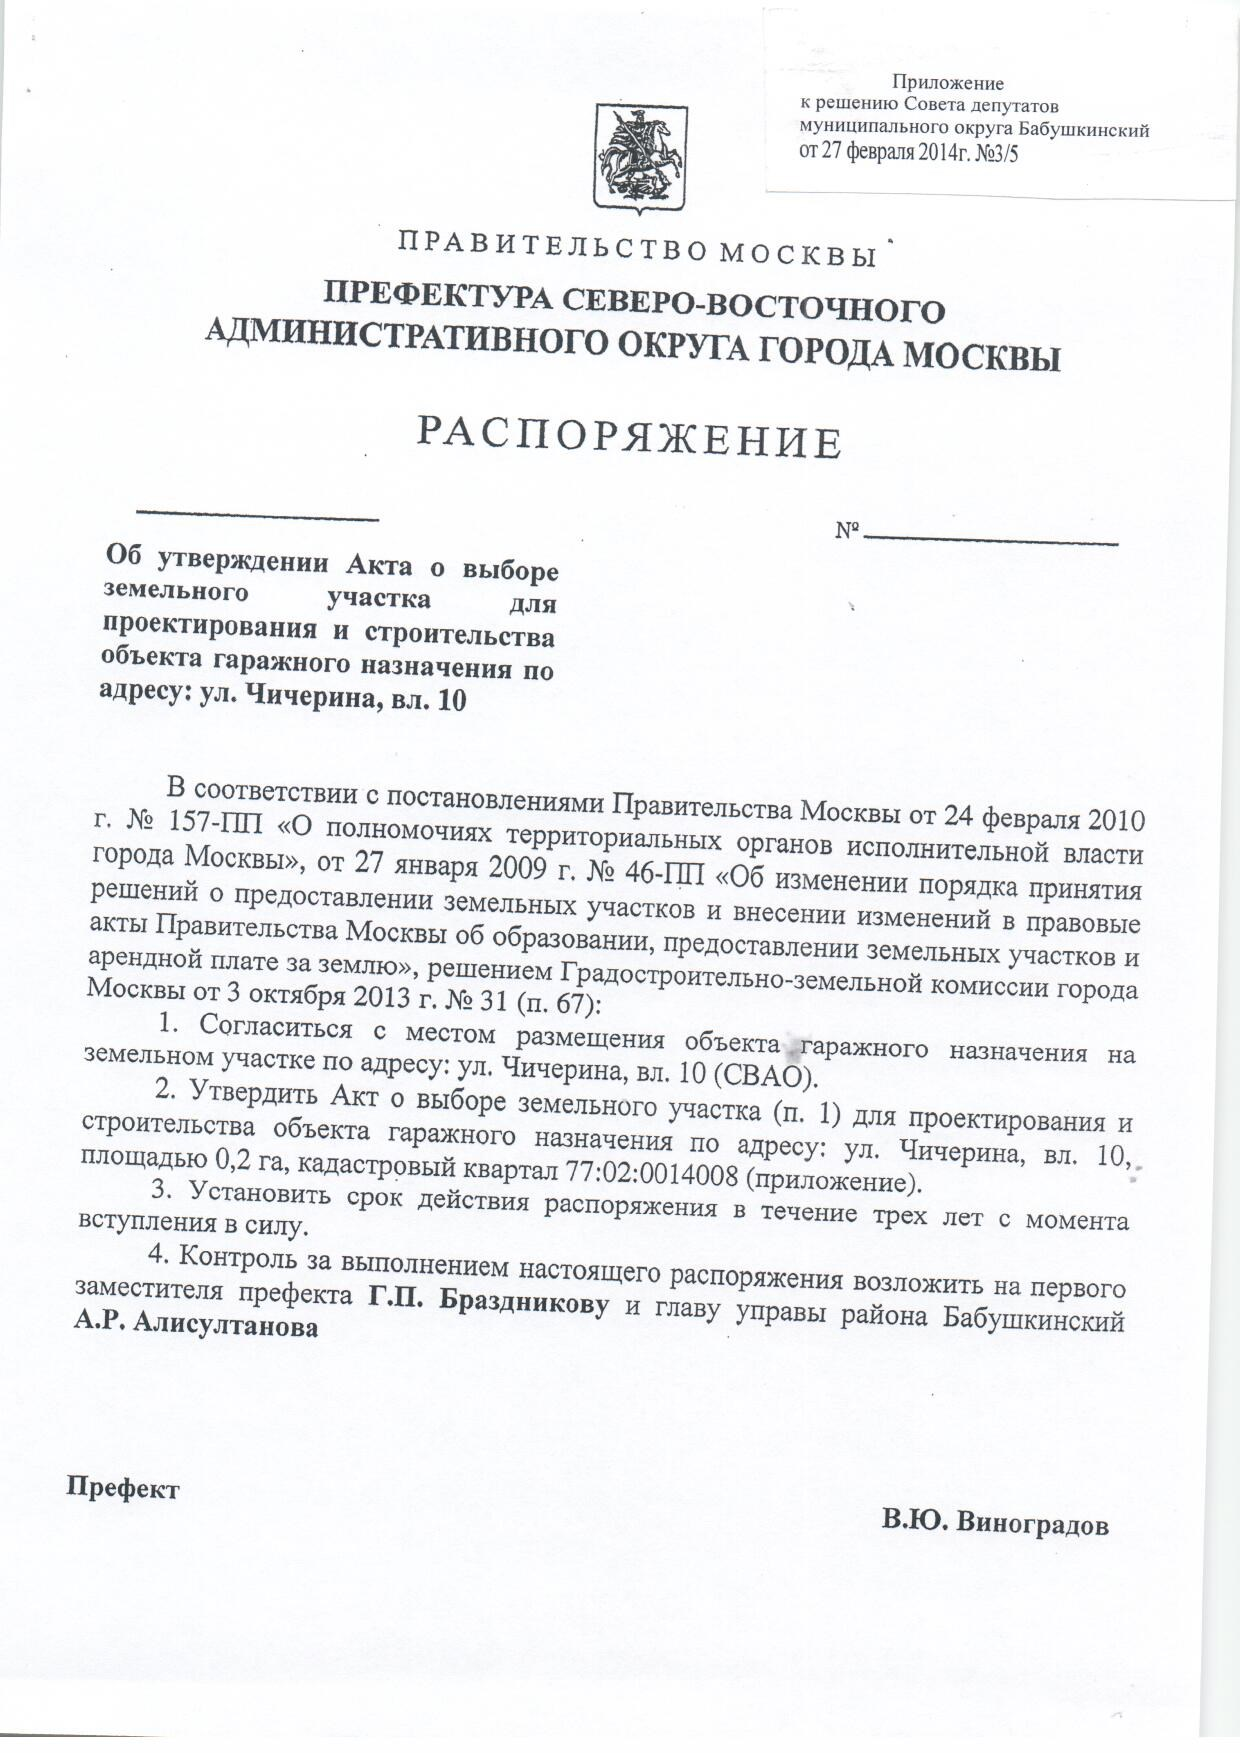 Приложение
к решению Совета депутатов
муниципального округа Бабушкинский
от 27 февраля 2014г. №3/5
ПРАВИТЕЛЬСТВО МОСКВЫ
ПРЕФЕКТУРА СЕВЕРО-ВОСТОЧНОГО
АДМИНИСТРАТИВНОГО ОКРУГА ГОРОДА МОСКВЫ
РАСПОРЯЖЕНИЕ
№
Об утверждении Акта о выборе
земельного участка для
проектирования и строительства
объекта гаражного назначения по
адресу: ул. Чичерина, вл. 10
В соответствии с постановлениями Правительства Москвы от 24 февраля 2010
г. № 157-ПП «О полномочиях территориальных органов исполнительной власти
города Москвы», от 27 января 2009 г. № 46-ПП «Об изменении порядка принятия
решений о предоставлении земельных участков и внесении изменений в правовые
акты Правительства Москвы об образовании, предоставлении земельных участков и
арендной плате за землю», решением Градостроительно-земельной комиссии города
Москвы от 3 октября 2013 г. № 31 (п. 67):
1. Согласиться с местом размещения объекта гаражного назначения на
земельном участке по адресу: ул. Чичерина, вл. 10 (СВАО).
2. Утвердить Акт о выборе земельного участка (п. 1) для проектирования и
строительства объекта гаражного назначения по адресу: ул. Чичерина, вл. 10,
площадью 0,2 га, кадастровый квартал 77:02:0014008 (приложение).
3. Установить срок действия распоряжения в течение трех лет с момента
вступления в силу.
4. Контроль за выполнением настоящего распоряжения возложить на первого
заместителя префекта Г.П. Браздникову и главу управы района Бабушкинский
А.Р. Алисултанова
Префект
В.Ю. Виноградов